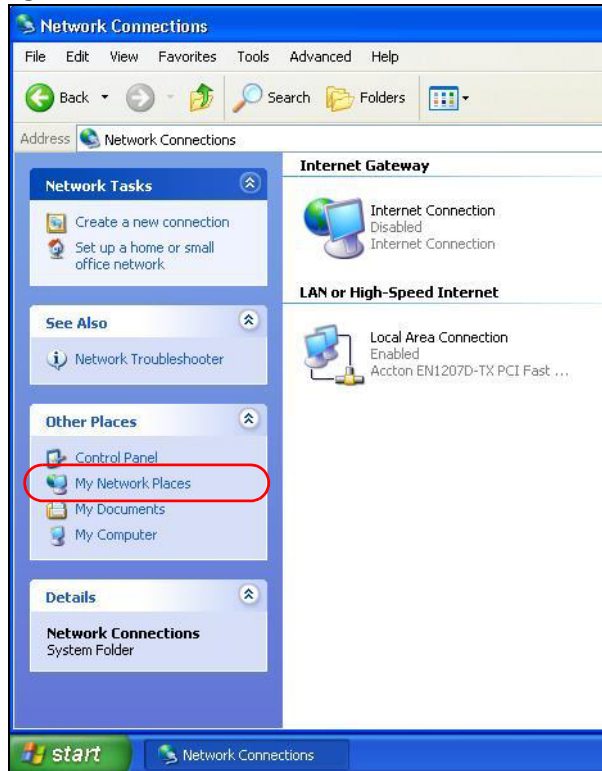 Network Connections
File Edit View Favorites Tools Advanced Help
Back Search Folders
Address Network Connections
Network Tasks
Create a new connection
Set up a home or small
office network
See Also
Network Troubleshooter
Other Places
Control Panel
My Network Places
My Documents
My Computer
Details
Network Connections
System Folder
Internet Gateway
Internet Connection
Disabled
Internet Connection
LAN or High-Speed Internet
Local Area Connection
Enabled
Accton EN1207D-TX PCI Fast ...
start Network Connections